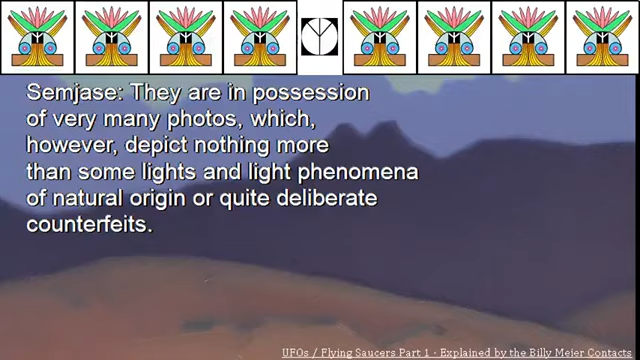 Semjase: They are in possession
of very many photos, which,
however, depict nothing more
than some lights and light phenomena
of natural origin or quite deliberate
counterfeits.
UFOs / Flying Saucers Part 1 - Explained by the Billy Meier Contacts